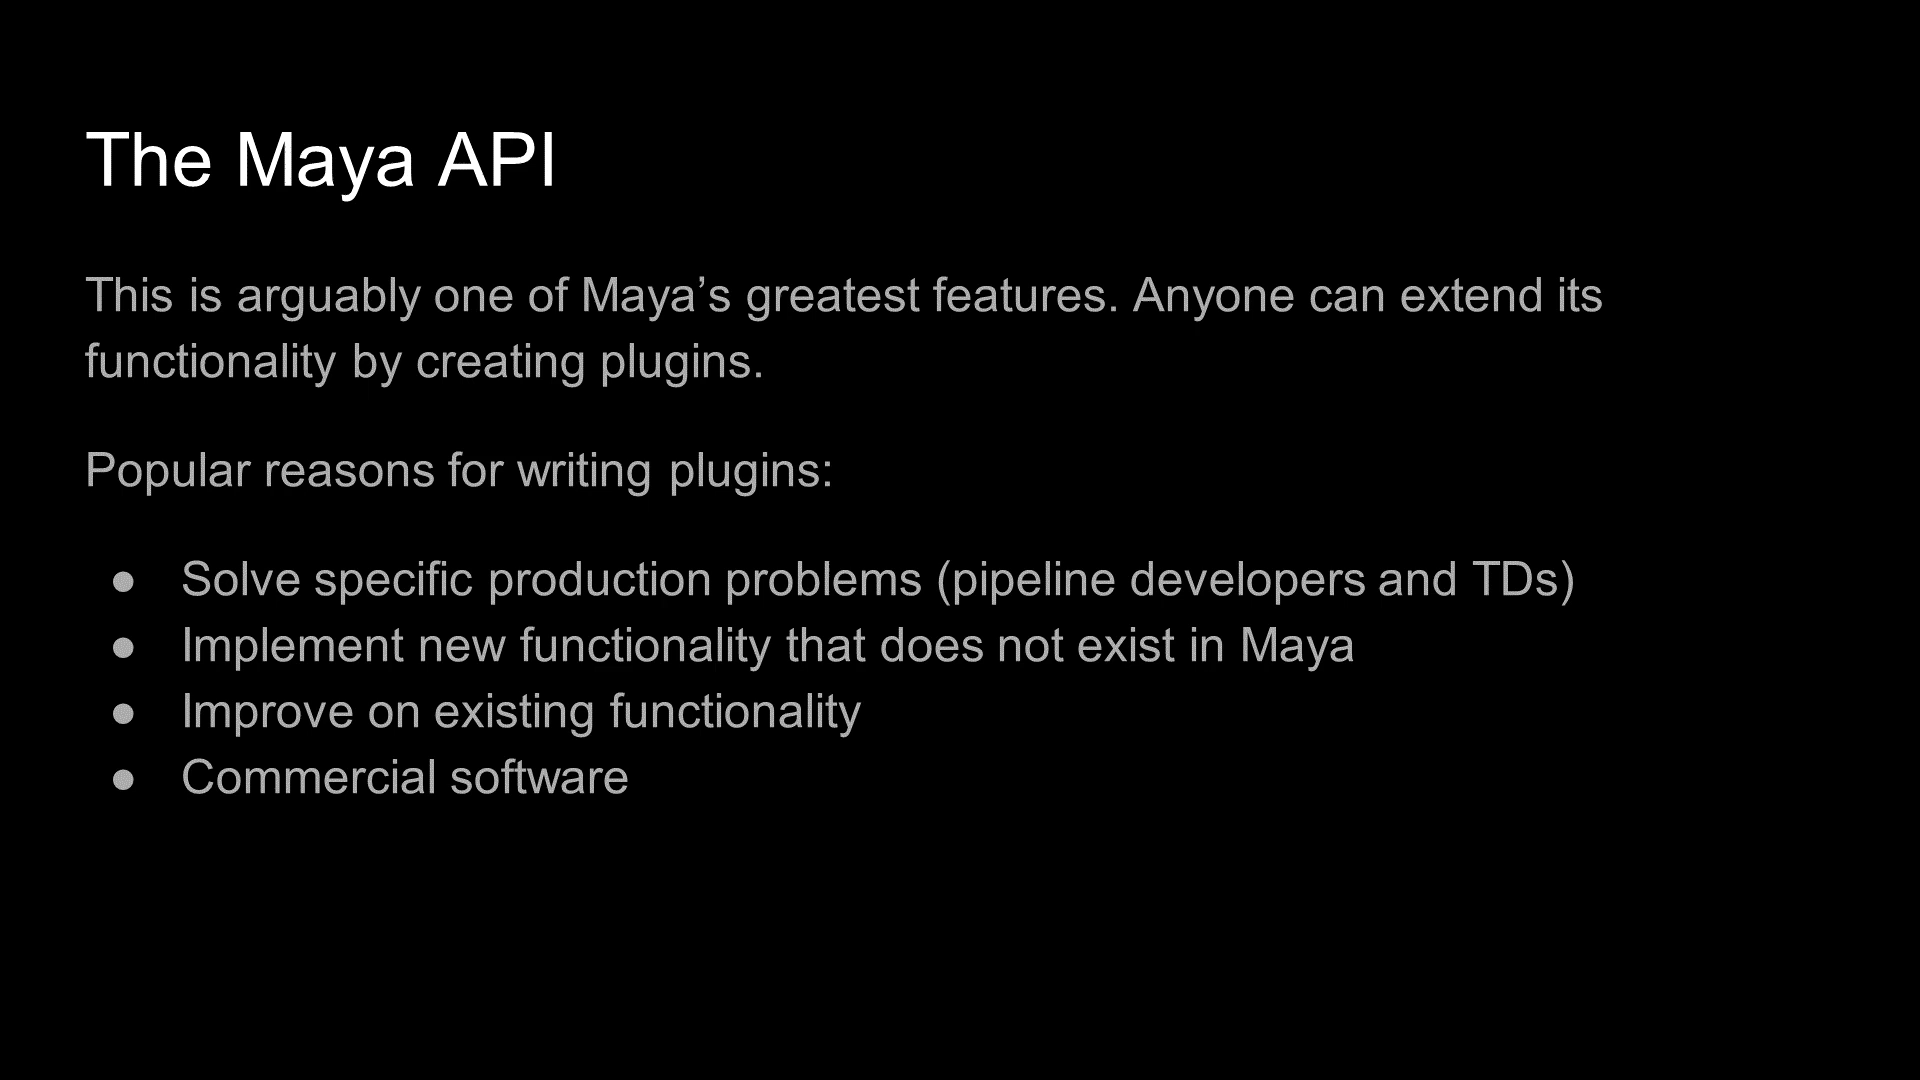 The Maya API
This is arguably one of Maya’s greatest features. Anyone can extend its
functionality by creating plugins.
Popular reasons for writing plugins:
● Solve specific production problems (pipeline developers and TDs)
● Implement new functionality that does not exist in Maya
● Improve on existing functionality
● Commercial software